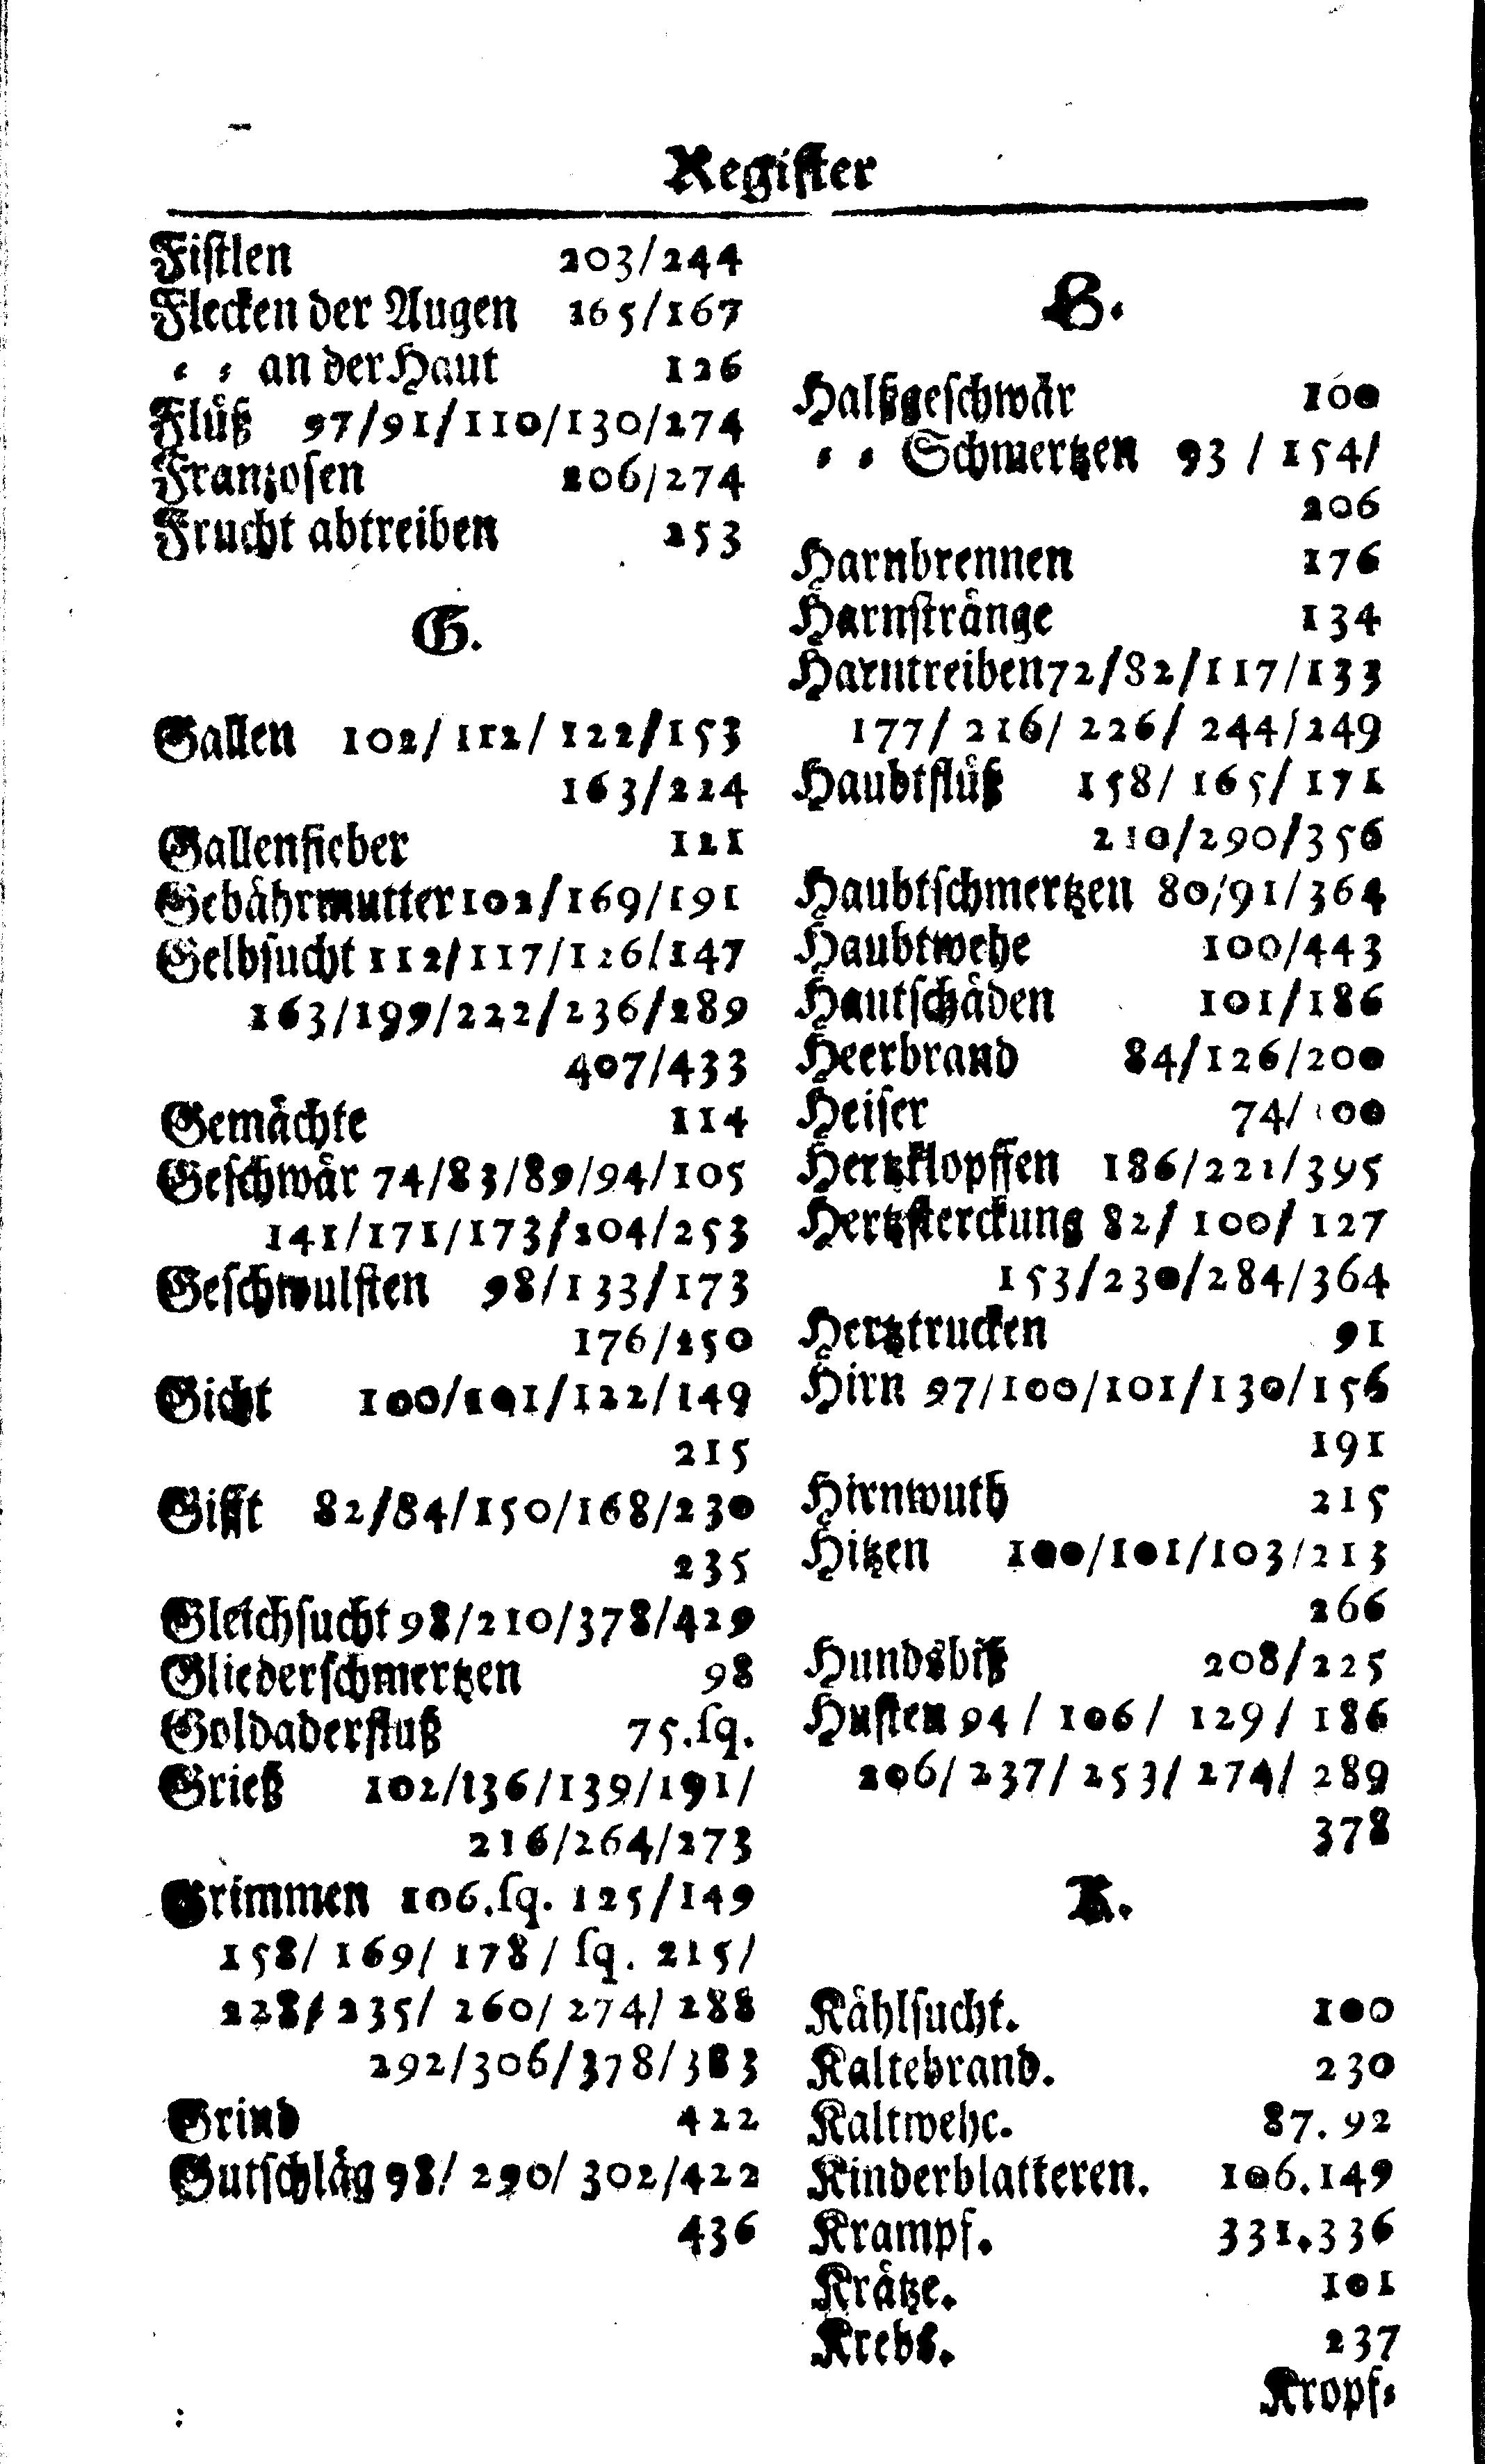 Register
Fistlen 203/244
Flecken der Augen 165/167
⸗ ⸗ an der Haut 126
Flüß 97/91/110/130/274
Franzosen 206/274
Frucht abtreiben 253
G.
Gallen 102/ 112/ 122/153
163/224
Gallenfieber 121
Gebährmutter 102/169/191
Gelbsucht 112/117/126/147
163/199/222/236/289
407/433
Gemächte 114
Geschwär 74/83/89/94/105
141/171/173/204/253
Geschwulsten 98/133/173
176/250
Gicht 100/101/122/149
215
Gifft 82/84/150/168/230
235
Gleichsucht 98/210/378/429
Gliederschmertzen 98
Goldaderfluß 75.sq.
Grieß 102/136/139/191/
216/264/273
Grimmen 106.sq. 125/149
158/ 169/ 178/ sq. 215/
228/ 235/ 260/ 274/ 288
292/306/378/383
Grind 422
Gutschläg 98/ 290/ 302/422
436
H.
Halßgeschwär 100
⸗ ⸗ Schmertzen 93 / 154/
206
Harnbrennen 176
Harnstränge 134
Harntreiben 72/82/117/133
177/ 216/ 226/ 244/249
Haubtflüß 158/ 165/ 171
210/290/356
Haubtschmertzen 80/91/364
Haubtwehe 100/443
Hautschäden 101/186
Heerbrand 84/126/200
Heiser 74/100
Hertzklopffen 186/221/395
Hertzsterckung 82/ 100/ 127
153/230/284/364
Hertztrucken 91
Hirn 97/100/101/130/156
191
Hirnwuth 215
Hitzen 100/101/103/213
266
Hundsbiß 208/225
Husten 94 / 106/ 129/ 186
206/ 237/ 253/ 274/ 289
378
K.
Kählsucht. 100
Kaltebrand. 230
Kaltwehe. 87. 92
Kinderblatteren. 106.149
Krampf. 331.336
Krätze. 101
Krebs. 237
Kropf⸗